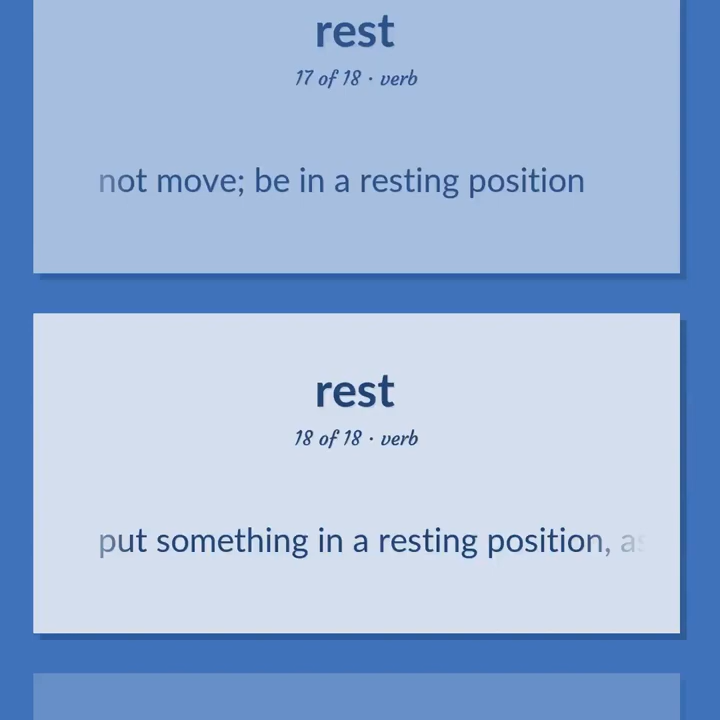 rest
17 of 18 · verb
not move; be in a resting position
rest
18 of 18 · verb
put something in a resting position, as